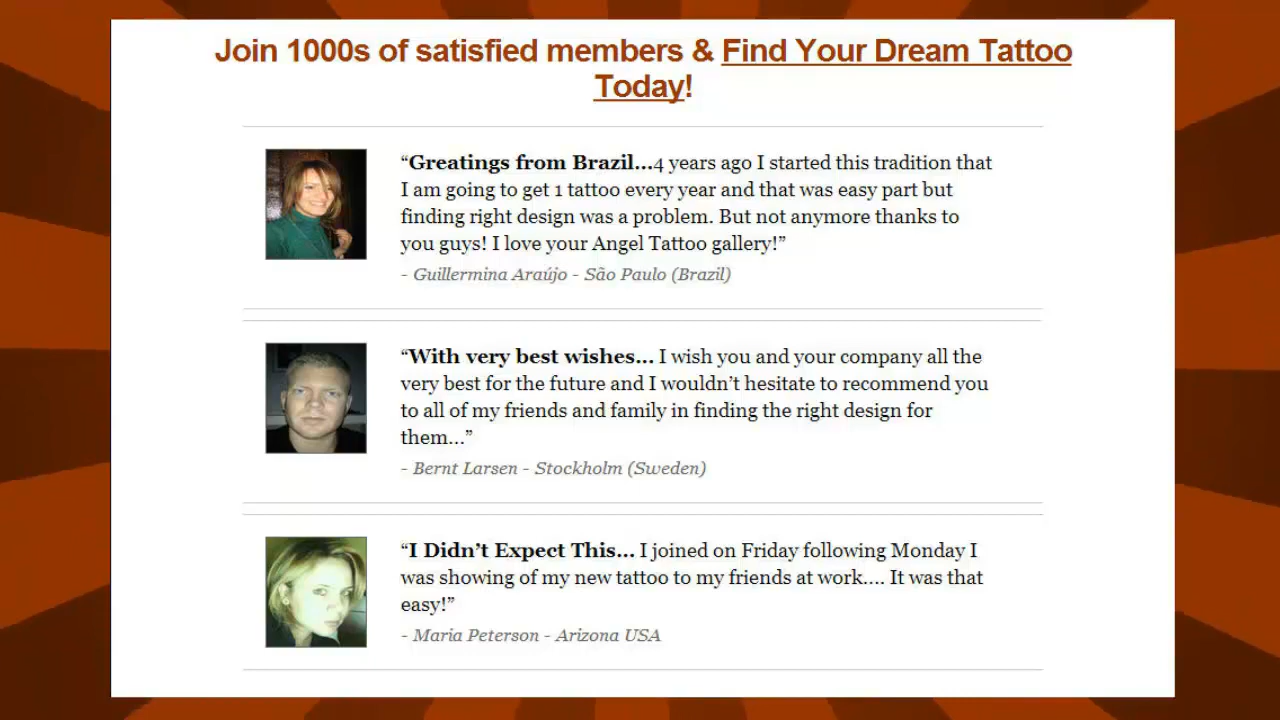 Join 1000s of satisfied members & Find Your Dream Tattoo
Today!
“Greatings from Brazil...4 years ago I started this tradition that
I am going to get 1 tattoo every year and that was easy part but
finding right design was a problem. But not anymore thanks to
you guys! I love your Angel Tattoo gallery!”
- Guillermina Araújo - São Paulo (Brazil)
“With very best wishes... I wish you and your company all the
very best for the future and I wouldn’t hesitate to recommend you
to all of my friends and family in finding the right design for
them...”
- Bernt Larsen - Stockholm (Sweden)
“I Didn’t Expect This... I joined on Friday following Monday I
was showing of my new tattoo to my friends at work.... It was that
easy!”
- Maria Peterson - Arizona USA